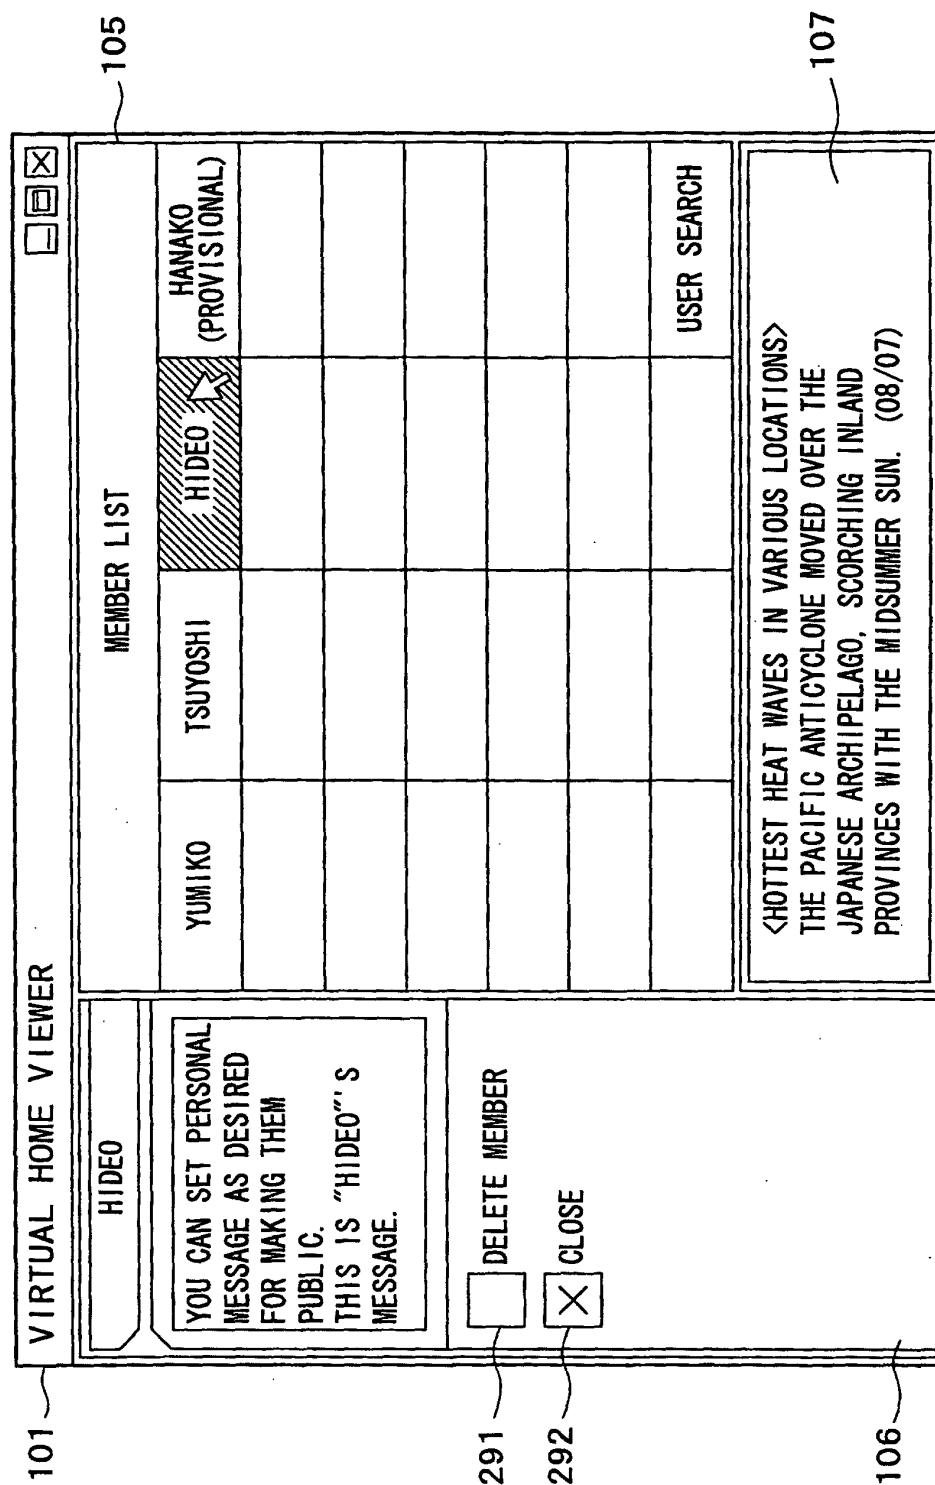 VIRTUAL HOME VIEWER
101
HIDEO
YOU CAN SET PERSONAL
MESSAGE AS DESIRED
FOR MAKING THEM
PUBLIC.
THIS IS "HIDEO"'S
MESSAGE.
291
DELETE MEMBER
292
CLOSE
106
105
MEMBER LIST
YUMIKO
TSUYOSHI
HIDEO
HANAKO
(PROVISIONAL)
USER SEARCH
107
<HOTTEST HEAT WAVES IN VARIOUS LOCATIONS>
THE PACIFIC ANTICYCLONE MOVED OVER THE
JAPANESE ARCHIPELAGO, SCORCHING INLAND
PROVINCES WITH THE MIDSUMMER SUN. (08/07)